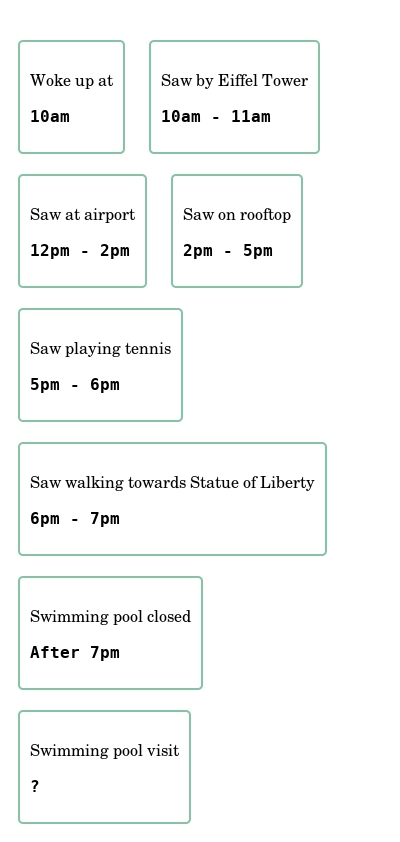 Woke up at
10am
Saw by Eiffel Tower
10am - 11am
Saw at airport
12pm - 2pm
Saw on rooftop
2pm - 5pm
Saw playing tennis
5pm - 6pm
Saw walking towards Statue of Liberty
6pm - 7pm
Swimming pool closed
After 7pm
Swimming pool visit
?